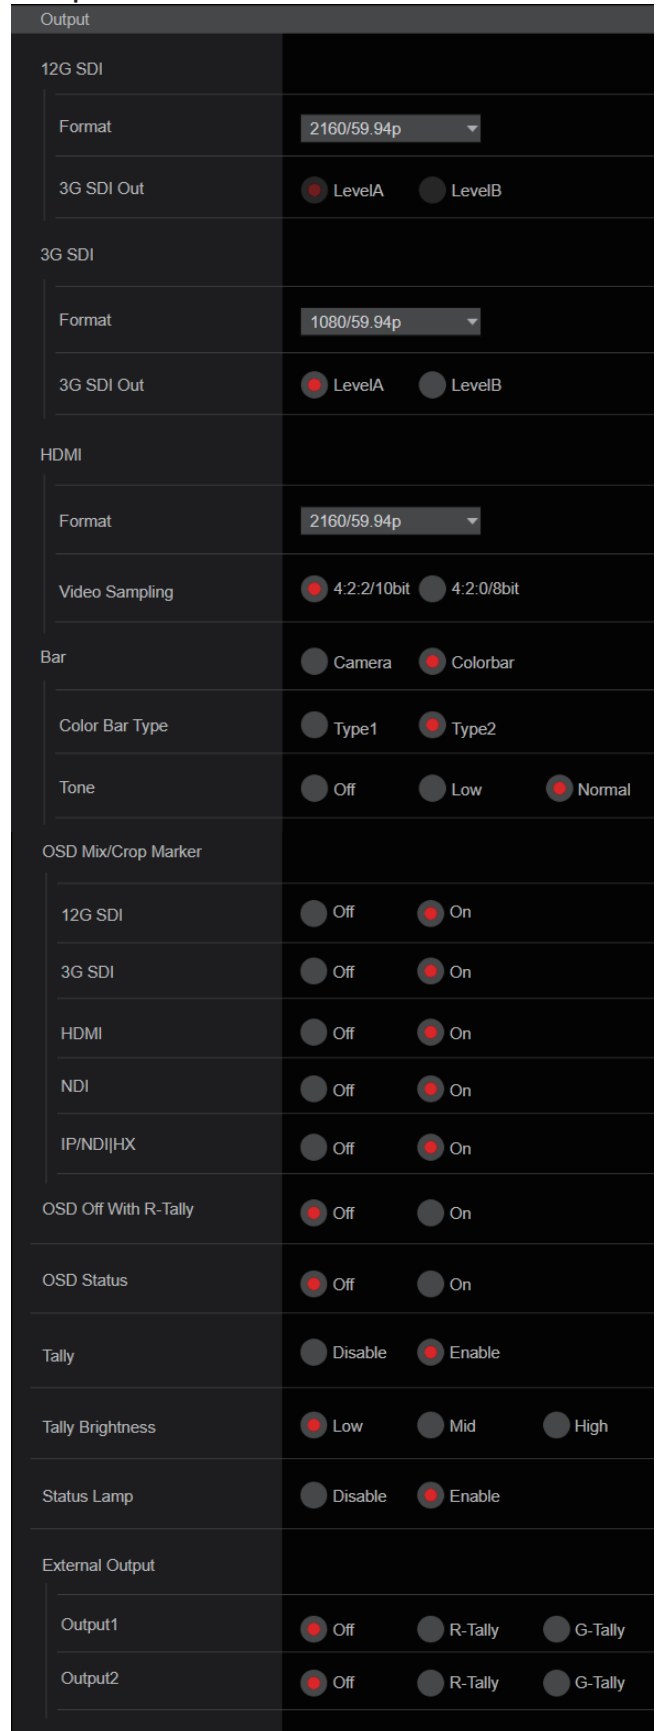 Output
12G SDI
Format 2160/59.94p
3G SDI Out LevelA LevelB
3G SDI
Format 1080/59.94p
3G SDI Out LevelA LevelB
HDMI
Format 2160/59.94p
Video Sampling 4:2:2/10bit 4:2:0/8bit
Bar Camera Colorbar
Color Bar Type Type1 Type2
Tone Off Low Normal
OSD Mix/Crop Marker
12G SDI Off On
3G SDI Off On
HDMI Off On
NDI Off On
IP/NDI|HX Off On
OSD Off With R-Tally Off On
OSD Status Off On
Tally Disable Enable
Tally Brightness Low Mid High
Status Lamp Disable Enable
External Output
Output1 Off R-Tally G-Tally
Output2 Off R-Tally G-Tally